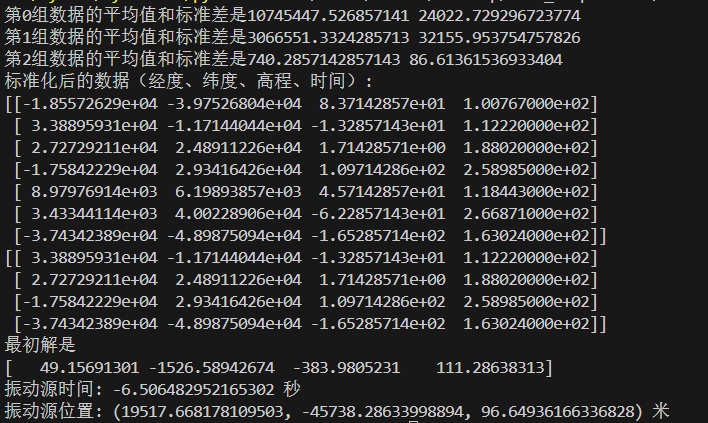 第0组数据的平均值和标准差是10745447.526857141 24022.729296723774
第1组数据的平均值和标准差是3066551.3324285713 32155.953754757826
第2组数据的平均值和标准差是740.2857142857143 86.61361536933404
标准化后的数据（经度、纬度、高程、时间）:
[[-1.85572629e+04 -3.97526804e+04  8.37142857e+01  1.00767000e+02]
 [ 3.38895931e+04 -1.17144044e+04 -1.32857143e+01  1.12220000e+02]
 [ 2.72729211e+04  2.48911226e+04  1.71428571e+00  1.88020000e+02]
 [-1.75842229e+04  2.93416426e+04  1.09714286e+02  2.58985000e+02]
 [ 8.97976914e+03  6.19893857e+03  4.57142857e+01  1.18443000e+02]
 [ 3.43344114e+03  4.00228906e+04 -6.22857143e+01  2.66871000e+02]
 [-3.74342389e+04 -4.89875094e+04 -1.65285714e+02  1.63024000e+02]]
[[ 3.38895931e+04 -1.17144044e+04 -1.32857143e+01  1.12220000e+02]
 [ 2.72729211e+04  2.48911226e+04  1.71428571e+00  1.88020000e+02]
 [-1.75842229e+04  2.93416426e+04  1.09714286e+02  2.58985000e+02]
 [-3.74342389e+04 -4.89875094e+04 -1.65285714e+02  1.63024000e+02]]
最初解是
[   49.15691301 -1526.58942674  -383.9805231    111.28638313]
振动源时间: -6.506482952165302 秒
振动源位置: (19517.668178109503, -45738.28633998894, 96.64936166336828) 米